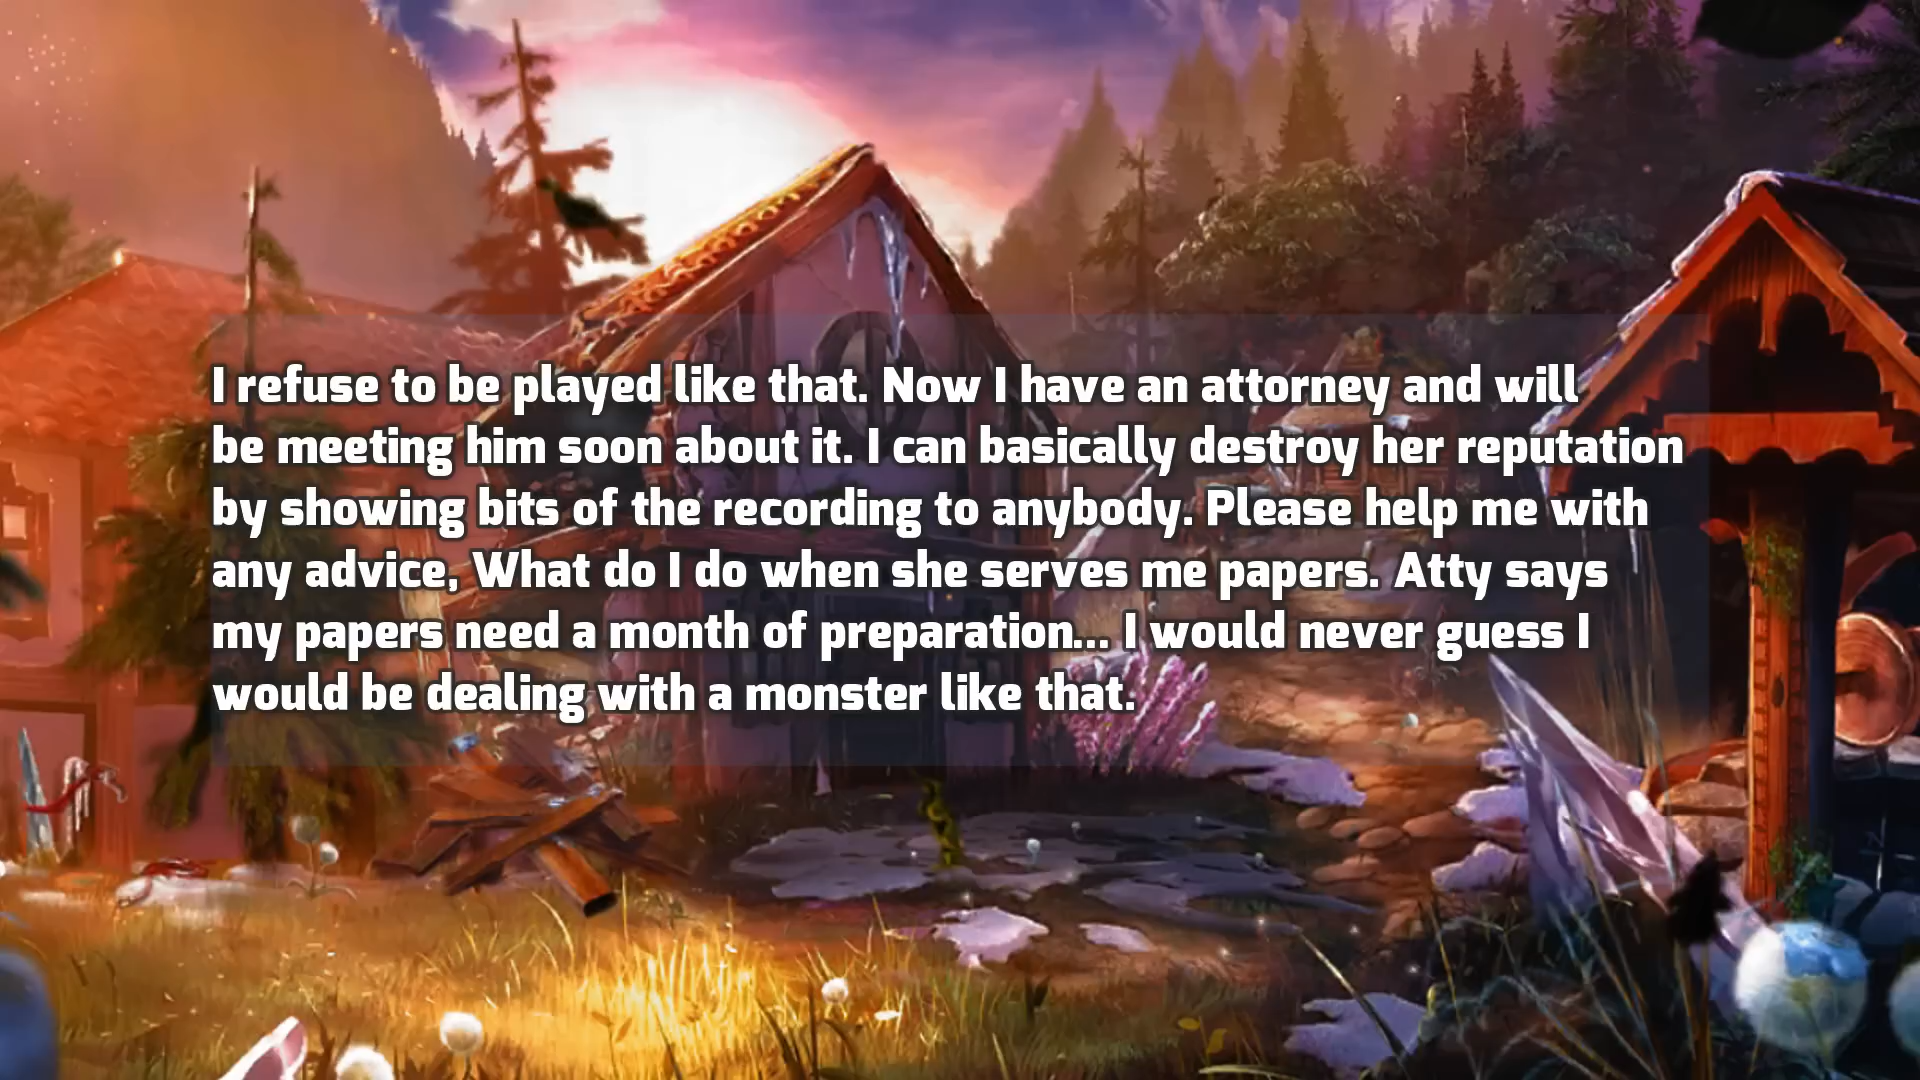 I refuse to be played like that. Now I have an attorney and will
be meeting him soon about it. I can basically destroy her reputation
by showing bits of the recording to anybody. Please help me with
any advice, What do I do when she serves me papers. Atty says
my papers need a month of preparation... I would never guess I
would be dealing with a monster like that.